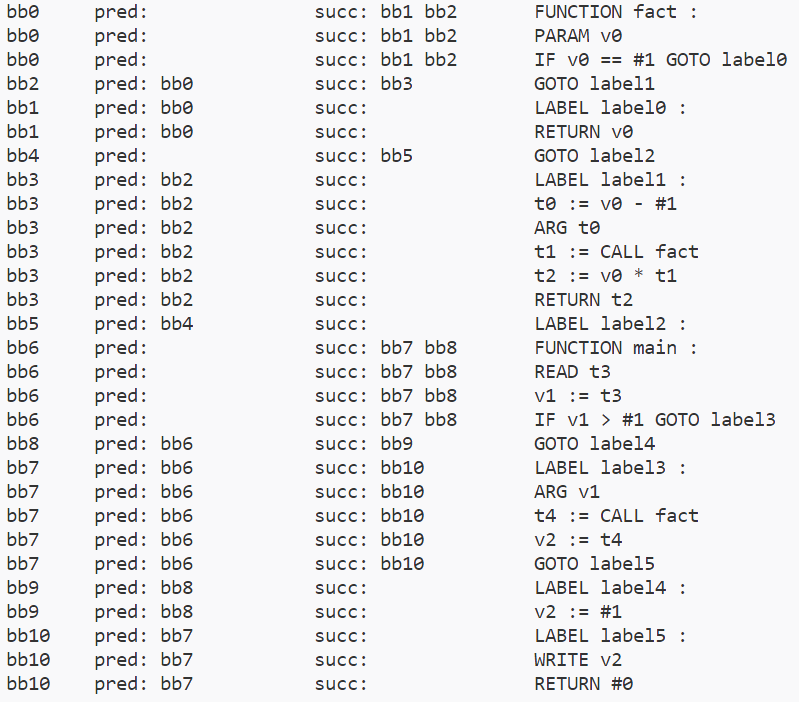 bb0 pred: succ: bb1 bb2 FUNCTION fact :
bb0 pred: succ: bb1 bb2 PARAM v0
bb0 pred: succ: bb1 bb2 IF v0 == #1 GOTO label0
bb2 pred: bb0 succ: bb3 GOTO label1
bb1 pred: bb0 succ: LABEL label0 :
bb1 pred: bb0 succ: RETURN v0
bb4 pred: succ: bb5 GOTO label2
bb3 pred: bb2 succ: LABEL label1 :
bb3 pred: bb2 succ: t0 := v0 - #1
bb3 pred: bb2 succ: ARG t0
bb3 pred: bb2 succ: t1 := CALL fact
bb3 pred: bb2 succ: t2 := v0 * t1
bb3 pred: bb2 succ: RETURN t2
bb5 pred: bb4 succ: LABEL label2 :
bb6 pred: succ: bb7 bb8 FUNCTION main :
bb6 pred: succ: bb7 bb8 READ t3
bb6 pred: succ: bb7 bb8 v1 := t3
bb6 pred: succ: bb7 bb8 IF v1 > #1 GOTO label3
bb8 pred: bb6 succ: bb9 GOTO label4
bb7 pred: bb6 succ: bb10 LABEL label3 :
bb7 pred: bb6 succ: bb10 ARG v1
bb7 pred: bb6 succ: bb10 t4 := CALL fact
bb7 pred: bb6 succ: bb10 v2 := t4
bb7 pred: bb6 succ: bb10 GOTO label5
bb9 pred: bb8 succ: LABEL label4 :
bb9 pred: bb8 succ: v2 := #1
bb10 pred: bb7 succ: LABEL label5 :
bb10 pred: bb7 succ: WRITE v2
bb10 pred: bb7 succ: RETURN #0